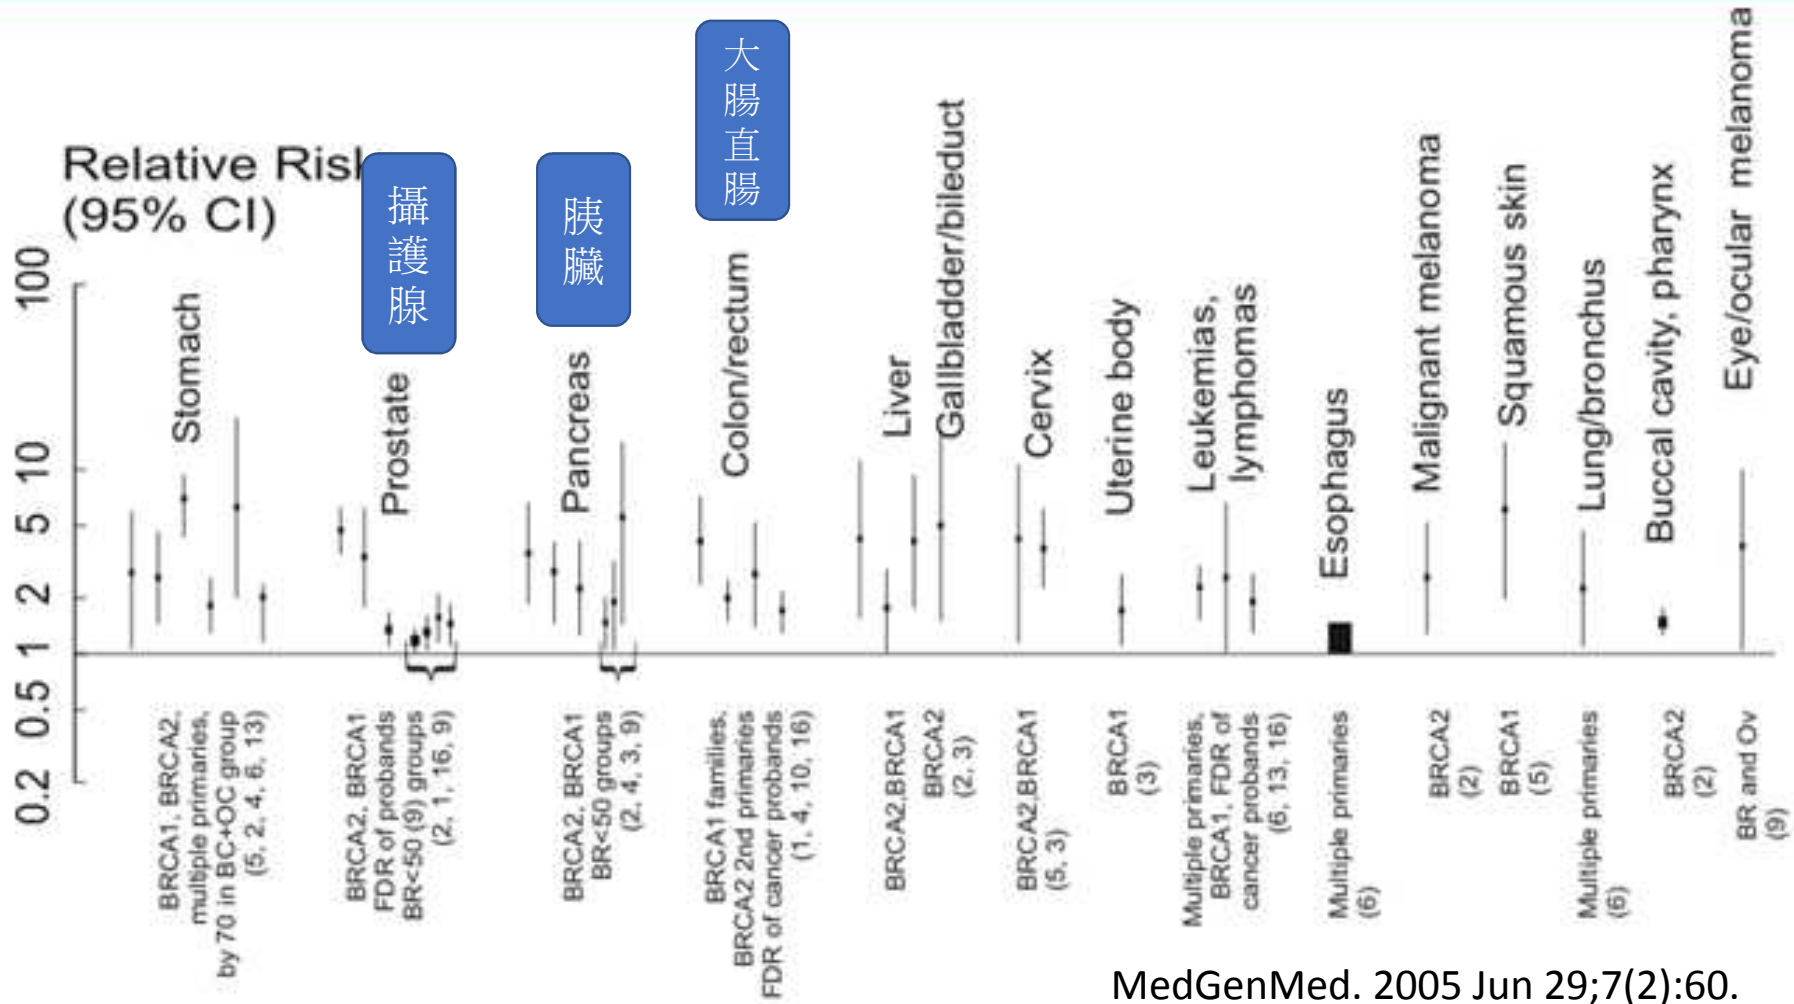 Relative Ris
(95% CI)
攝護腺
胰臟
大腸直腸
100
10
5
2
1
0.5
0.2
Stomach
Prostate
Pancreas
Colon/rectum
Liver
Gallbladder/bileduct
Cervix
Uterine body
Leukemias,
lymphomas
Esophagus
Malignant melanoma
Squamous skin
Lung/bronchus
Buccal cavity, pharynx
Eye/ocular melanoma
BRCA1, BRCA2,
multiple primaries,
by 70 in BC+OC group
(5, 2, 4, 6, 13)
BRCA2, BRCA1
FDR of probands
BR<50 (9) groups
(2, 1, 16, 9)
BRCA2, BRCA1
BR<50 groups
(2, 4, 3, 9)
BRCA1 families,
BRCA2 2nd primaries
FDR of cancer probands
(1, 4, 10, 16)
BRCA2,BRCA1
BRCA2
(2, 3)
BRCA2,BRCA1
(5, 3)
BRCA1
(3)
Multiple primaries,
BRCA1, FDR of
cancer probands
(6, 13, 16)
Multiple primaries
(6)
BRCA2
(2)
BRCA1
(5)
Multiple primaries
(6)
BRCA2
(2)
BR and Ov
(9)
MedGenMed. 2005 Jun 29;7(2):60.